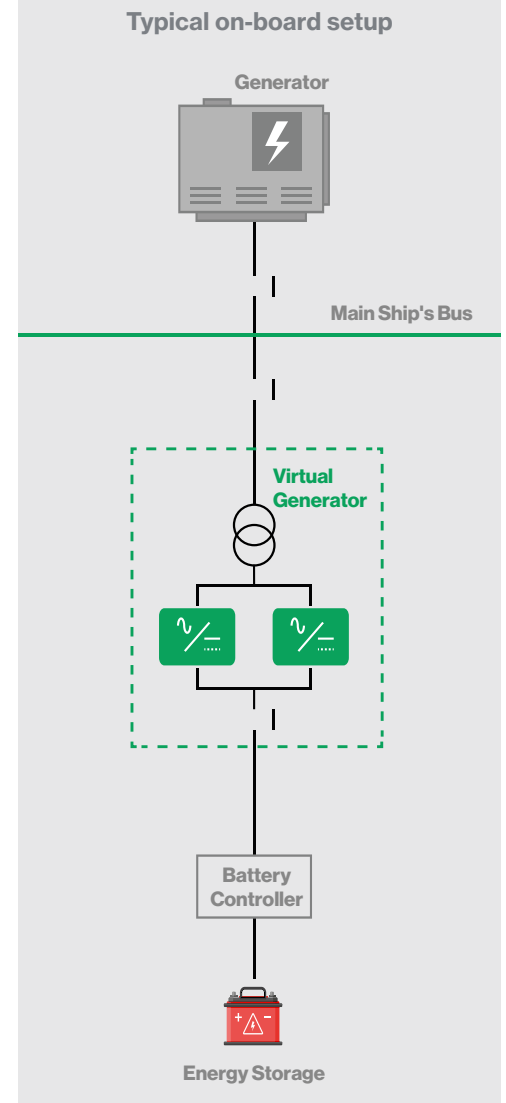 Typical on-board setup
Generator
Main Ship's Bus
Virtual
Generator
Battery
Controller
+ -
Energy Storage